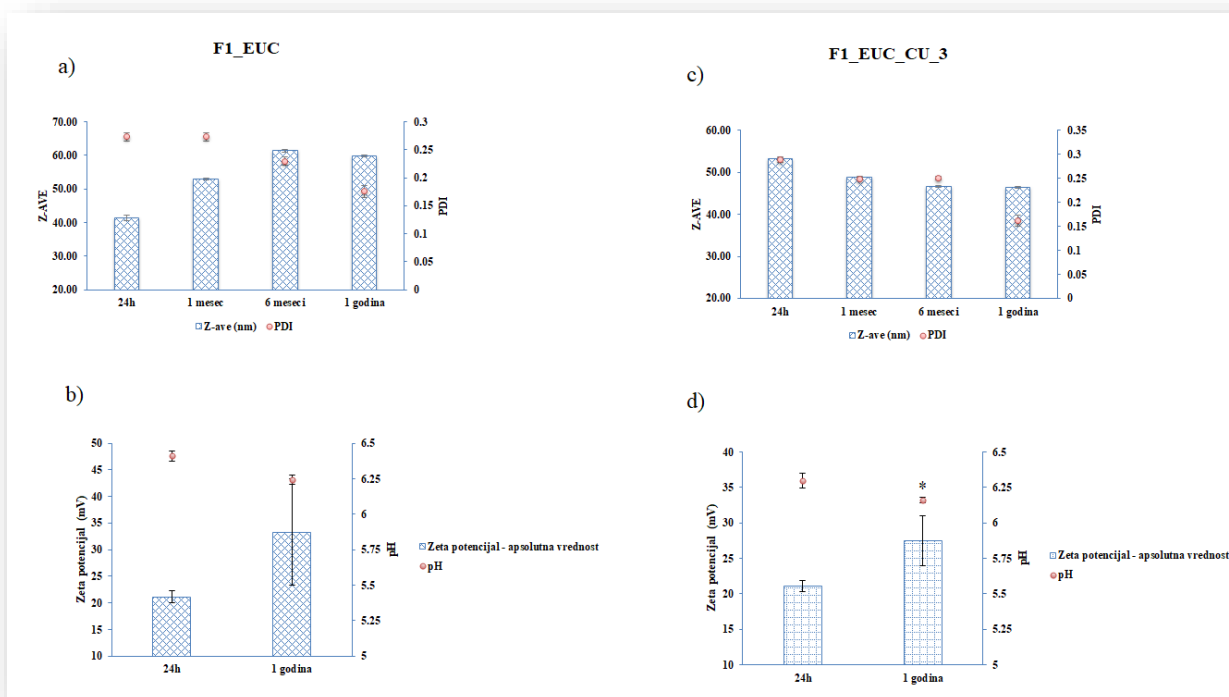 F1_EUC
a)
70.00
60.00
50.00
40.00
30.00
20.00
Z-AVE
0.3
0.25
0.2
0.15
0.1
0.05
0
PDI
24h 1 mesec 6 meseci 1 godina
Z-ave (nm) PDI
F1_EUC_CU_3
c)
60.00
50.00
40.00
30.00
20.00
Z-AVE
0.35
0.3
0.25
0.2
0.15
0.1
0.05
0
PDI
24h 1 mesec 6 meseci 1 godina
Z-ave (nm) PDI
b)
50
45
40
35
30
25
20
15
10
Zeta potencijal (mV)
6.5
6.25
6
5.75
5.5
5.25
5
pH
24h 1 godina
Zeta potencijal - apsolutna vrednost
pH
d)
40
35
30
25
20
15
10
Zeta potencijal (mV)
*
6.5
6.25
6
5.75
5.5
5.25
5
pH
24h 1 godina
Zeta potencijal - apsolutna vrednost
pH